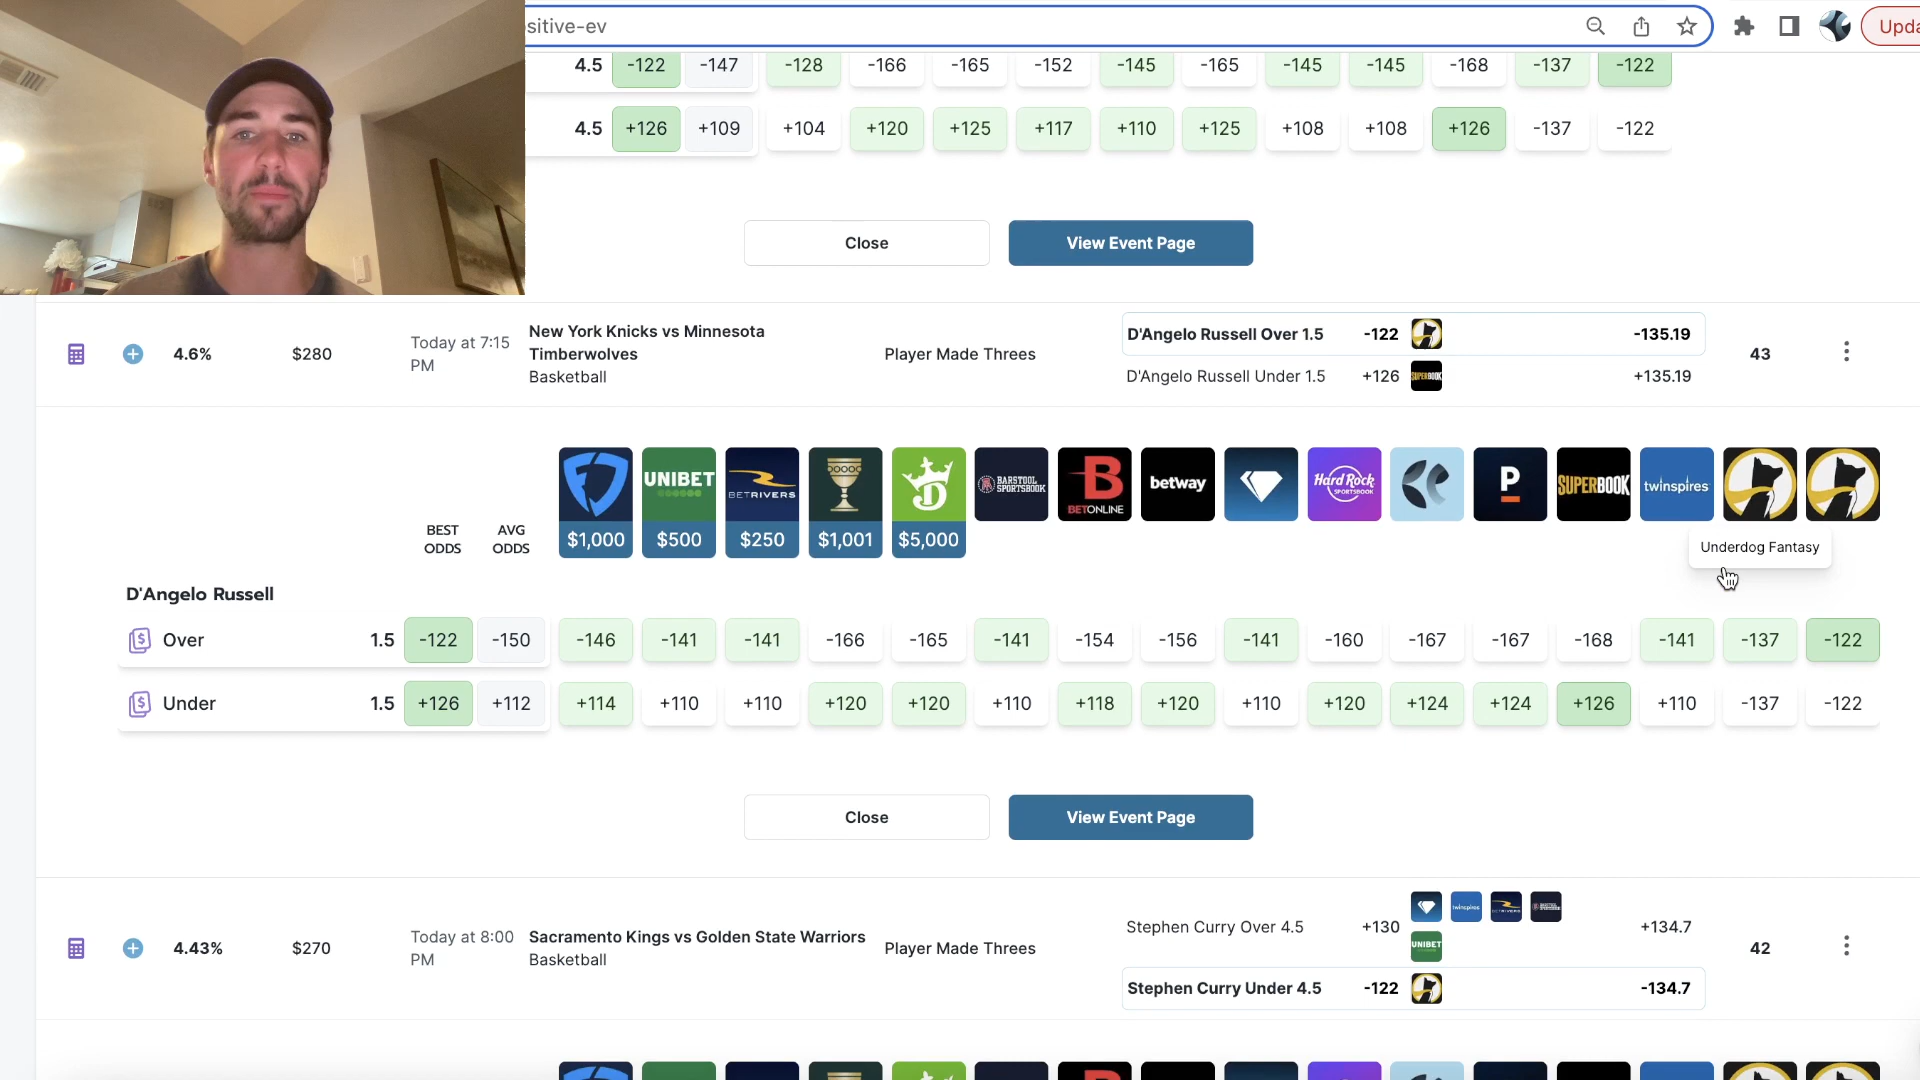 sitive-ev
Upda
4.5 -122 -147 -128 -166 -165 -152 -145 -165 -145 -145 -168 -137 -122
4.5 +126 +109 +104 +120 +125 +117 +110 +125 +108 +108 +126 -137 -122
Close View Event Page
4.6% $280 Today at 7:15 PM
New York Knicks vs Minnesota Timberwolves
Basketball
Player Made Threes
D'Angelo Russell Over 1.5 -122 -135.19
D'Angelo Russell Under 1.5 +126 SUPERBOOK +135.19
43
UNIBET BETRIVERS BARSTOOL SPORTSBOOK B BETONLINE betway Hard Rock SPORTSBOOK P SUPERBOOK twinspires
BEST ODDS AVG ODDS $1,000 $500 $250 $1,001 $5,000
Underdog Fantasy
D'Angelo Russell
Over 1.5 -122 -150 -146 -141 -141 -166 -165 -141 -154 -156 -141 -160 -167 -167 -168 -141 -137 -122
Under 1.5 +126 +112 +114 +110 +110 +120 +120 +110 +118 +120 +110 +120 +124 +124 +126 +110 -137 -122
Close View Event Page
4.43% $270 Today at 8:00 PM
Sacramento Kings vs Golden State Warriors
Basketball
Player Made Threes
Stephen Curry Over 4.5 +130 twinspires BETRIVERS UNIBET +134.7
Stephen Curry Under 4.5 -122 -134.7
42